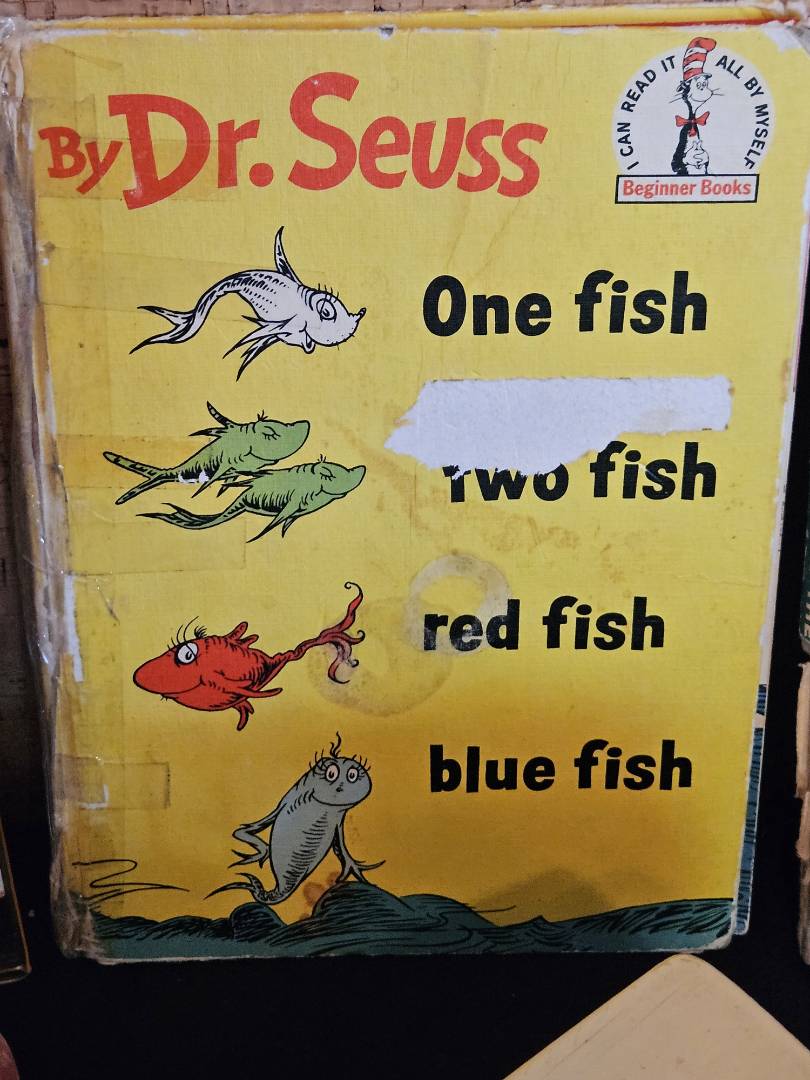 By Dr. Seuss
I CAN READ IT ALL BY MYSELF
Beginner Books
One fish
Two fish
red fish
blue fish